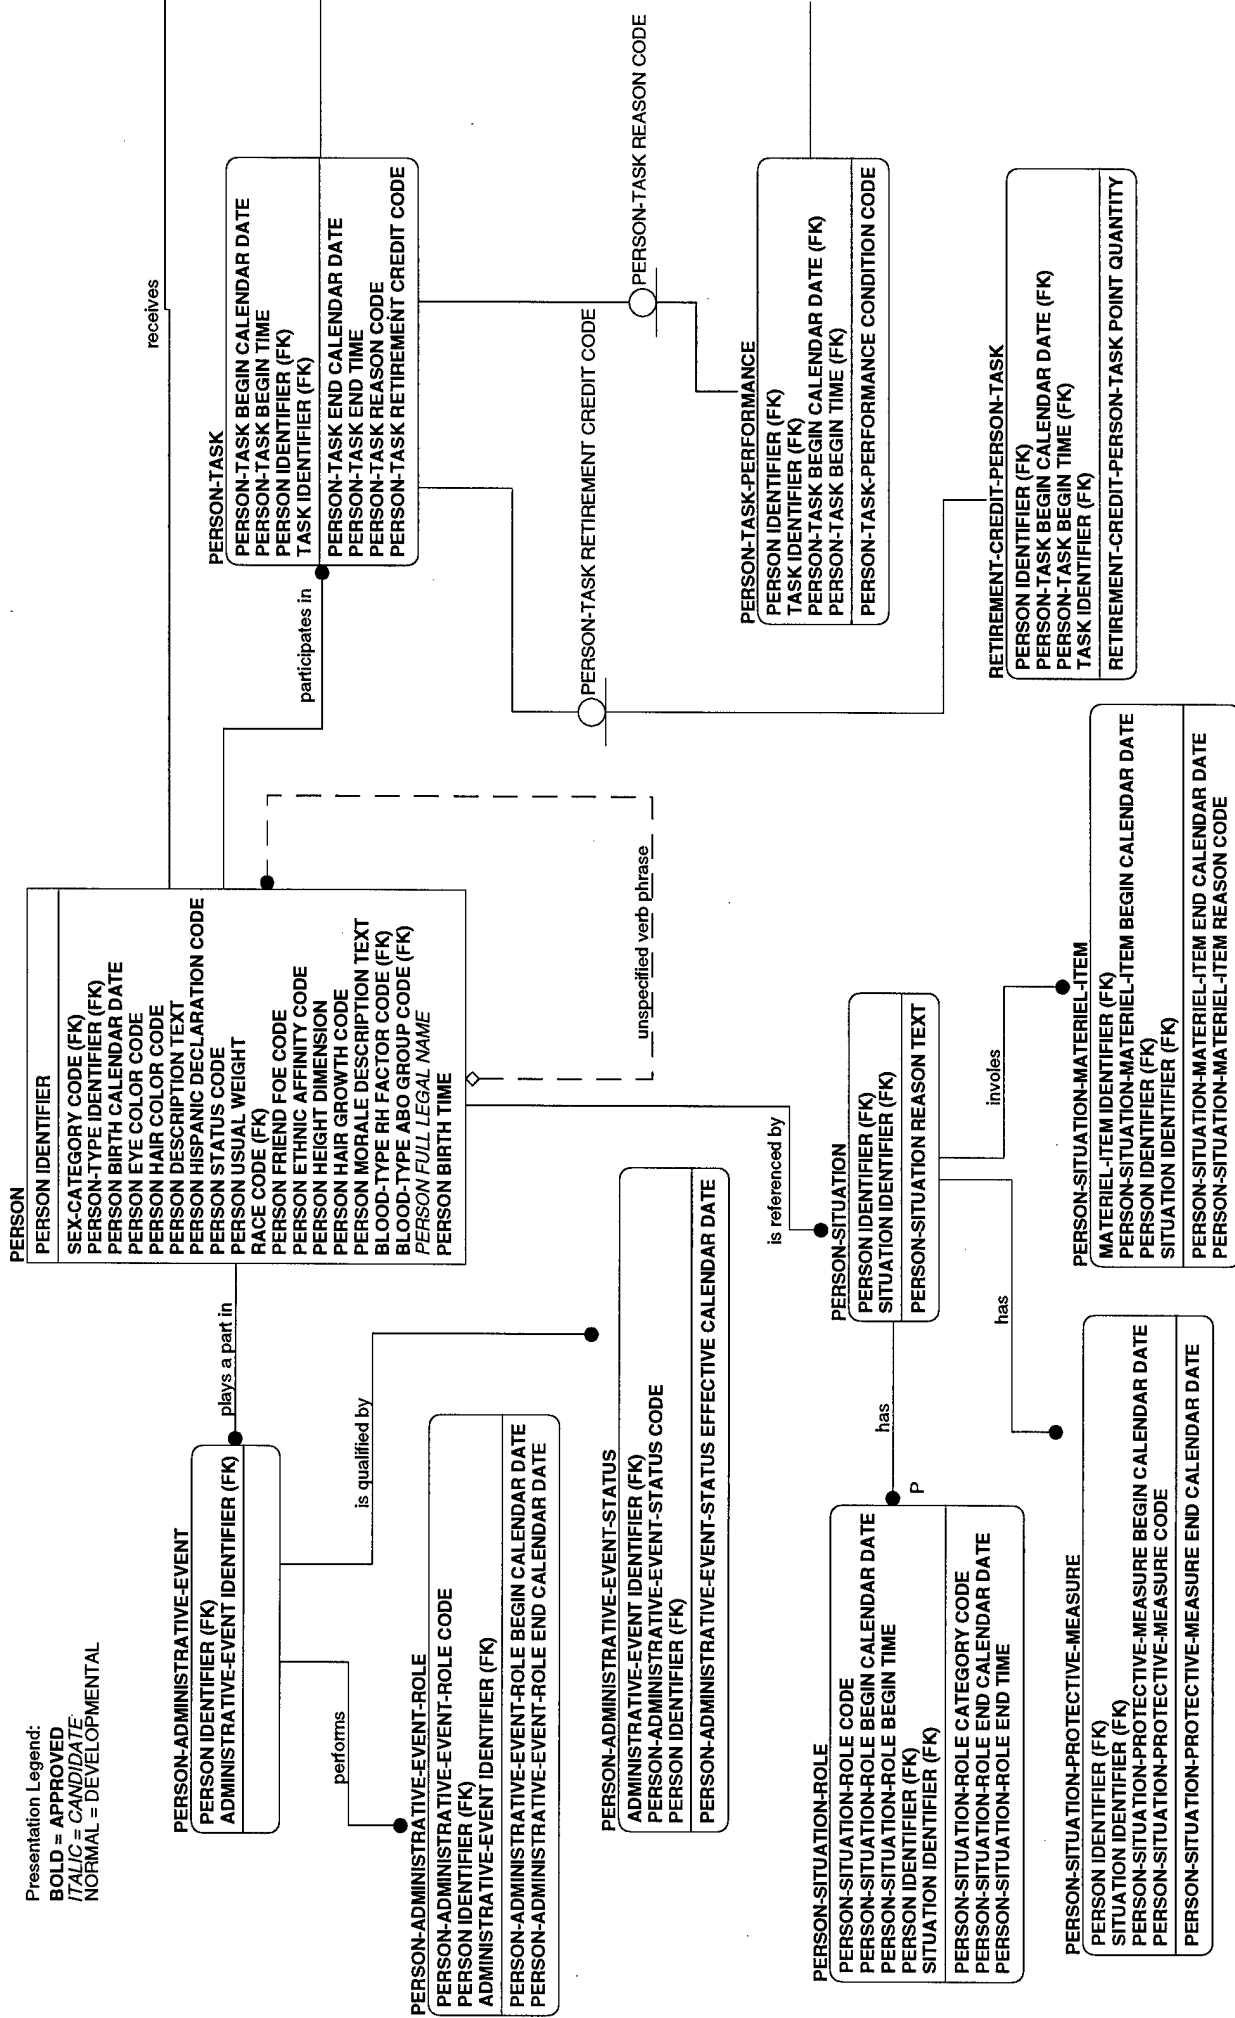 Presentation Legend:
BOLD = APPROVED
ITALIC = CANDIDATE
NORMAL = DEVELOPMENTAL
PERSON
PERSON IDENTIFIER
SEX-CATEGORY CODE (FK)
PERSON-TYPE IDENTIFIER (FK)
PERSON BIRTH CALENDAR DATE
PERSON EYE COLOR CODE
PERSON HAIR COLOR CODE
PERSON DESCRIPTION TEXT
PERSON HISPANIC DECLARATION CODE
PERSON STATUS CODE
PERSON USUAL WEIGHT
RACE CODE (FK)
PERSON FRIEND FOE CODE
PERSON ETHNIC AFFINITY CODE
PERSON HEIGHT DIMENSION
PERSON HAIR GROWTH CODE
PERSON MORALE DESCRIPTION TEXT
BLOOD-TYPE RH FACTOR CODE (FK)
BLOOD-TYPE ABO GROUP CODE (FK)
PERSON FULL LEGAL NAME
PERSON BIRTH TIME
receives
participates in
plays a part in
unspecified verb phrase
is referenced by
PERSON-TASK
PERSON-TASK BEGIN CALENDAR DATE
PERSON-TASK BEGIN TIME
PERSON IDENTIFIER (FK)
TASK IDENTIFIER (FK)
PERSON-TASK END CALENDAR DATE
PERSON-TASK END TIME
PERSON-TASK REASON CODE
PERSON-TASK RETIREMENT CREDIT CODE
PERSON-TASK RETIREMENT CREDIT CODE
PERSON-TASK REASON CODE
PERSON-ADMINISTRATIVE-EVENT
PERSON IDENTIFIER (FK)
ADMINISTRATIVE-EVENT IDENTIFIER (FK)
performs
is qualified by
PERSON-ADMINISTRATIVE-EVENT-ROLE
PERSON-ADMINISTRATIVE-EVENT-ROLE CODE
PERSON IDENTIFIER (FK)
ADMINISTRATIVE-EVENT IDENTIFIER (FK)
PERSON-ADMINISTRATIVE-EVENT-ROLE BEGIN CALENDAR DATE
PERSON-ADMINISTRATIVE-EVENT-ROLE END CALENDAR DATE
PERSON-ADMINISTRATIVE-EVENT-STATUS
ADMINISTRATIVE-EVENT IDENTIFIER (FK)
PERSON-ADMINISTRATIVE-EVENT-STATUS CODE
PERSON IDENTIFIER (FK)
PERSON-ADMINISTRATIVE-EVENT-STATUS EFFECTIVE CALENDAR DATE
PERSON-TASK-PERFORMANCE
PERSON IDENTIFIER (FK)
TASK IDENTIFIER (FK)
PERSON-TASK BEGIN CALENDAR DATE (FK)
PERSON-TASK BEGIN TIME (FK)
PERSON-TASK-PERFORMANCE CONDITION CODE
PERSON-SITUATION
PERSON IDENTIFIER (FK)
SITUATION IDENTIFIER (FK)
PERSON-SITUATION REASON TEXT
has
P
has
involes
PERSON-SITUATION-ROLE
PERSON-SITUATION-ROLE CODE
PERSON-SITUATION-ROLE BEGIN CALENDAR DATE
PERSON-SITUATION-ROLE BEGIN TIME
PERSON IDENTIFIER (FK)
SITUATION IDENTIFIER (FK)
PERSON-SITUATION-ROLE CATEGORY CODE
PERSON-SITUATION-ROLE END CALENDAR DATE
PERSON-SITUATION-ROLE END TIME
RETIREMENT-CREDIT-PERSON-TASK
PERSON IDENTIFIER (FK)
PERSON-TASK BEGIN CALENDAR DATE (FK)
PERSON-TASK BEGIN TIME (FK)
TASK IDENTIFIER (FK)
RETIREMENT-CREDIT-PERSON-TASK POINT QUANTITY
PERSON-SITUATION-PROTECTIVE-MEASURE
PERSON IDENTIFIER (FK)
SITUATION IDENTIFIER (FK)
PERSON-SITUATION-PROTECTIVE-MEASURE BEGIN CALENDAR DATE
PERSON-SITUATION-PROTECTIVE-MEASURE CODE
PERSON-SITUATION-PROTECTIVE-MEASURE END CALENDAR DATE
PERSON-SITUATION-MATERIEL-ITEM
MATERIEL-ITEM IDENTIFIER (FK)
PERSON-SITUATION-MATERIEL-ITEM BEGIN CALENDAR DATE
PERSON IDENTIFIER (FK)
SITUATION IDENTIFIER (FK)
PERSON-SITUATION-MATERIEL-ITEM END CALENDAR DATE
PERSON-SITUATION-MATERIEL-ITEM REASON CODE